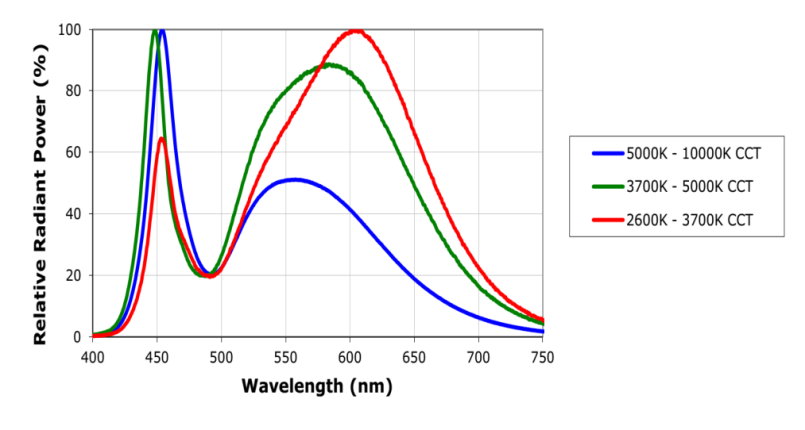 Relative Radiant Power (%)
100
80
60
40
20
0
400 450 500 550 600 650 700 750
Wavelength (nm)
5000K - 10000K CCT
3700K - 5000K CCT
2600K - 3700K CCT